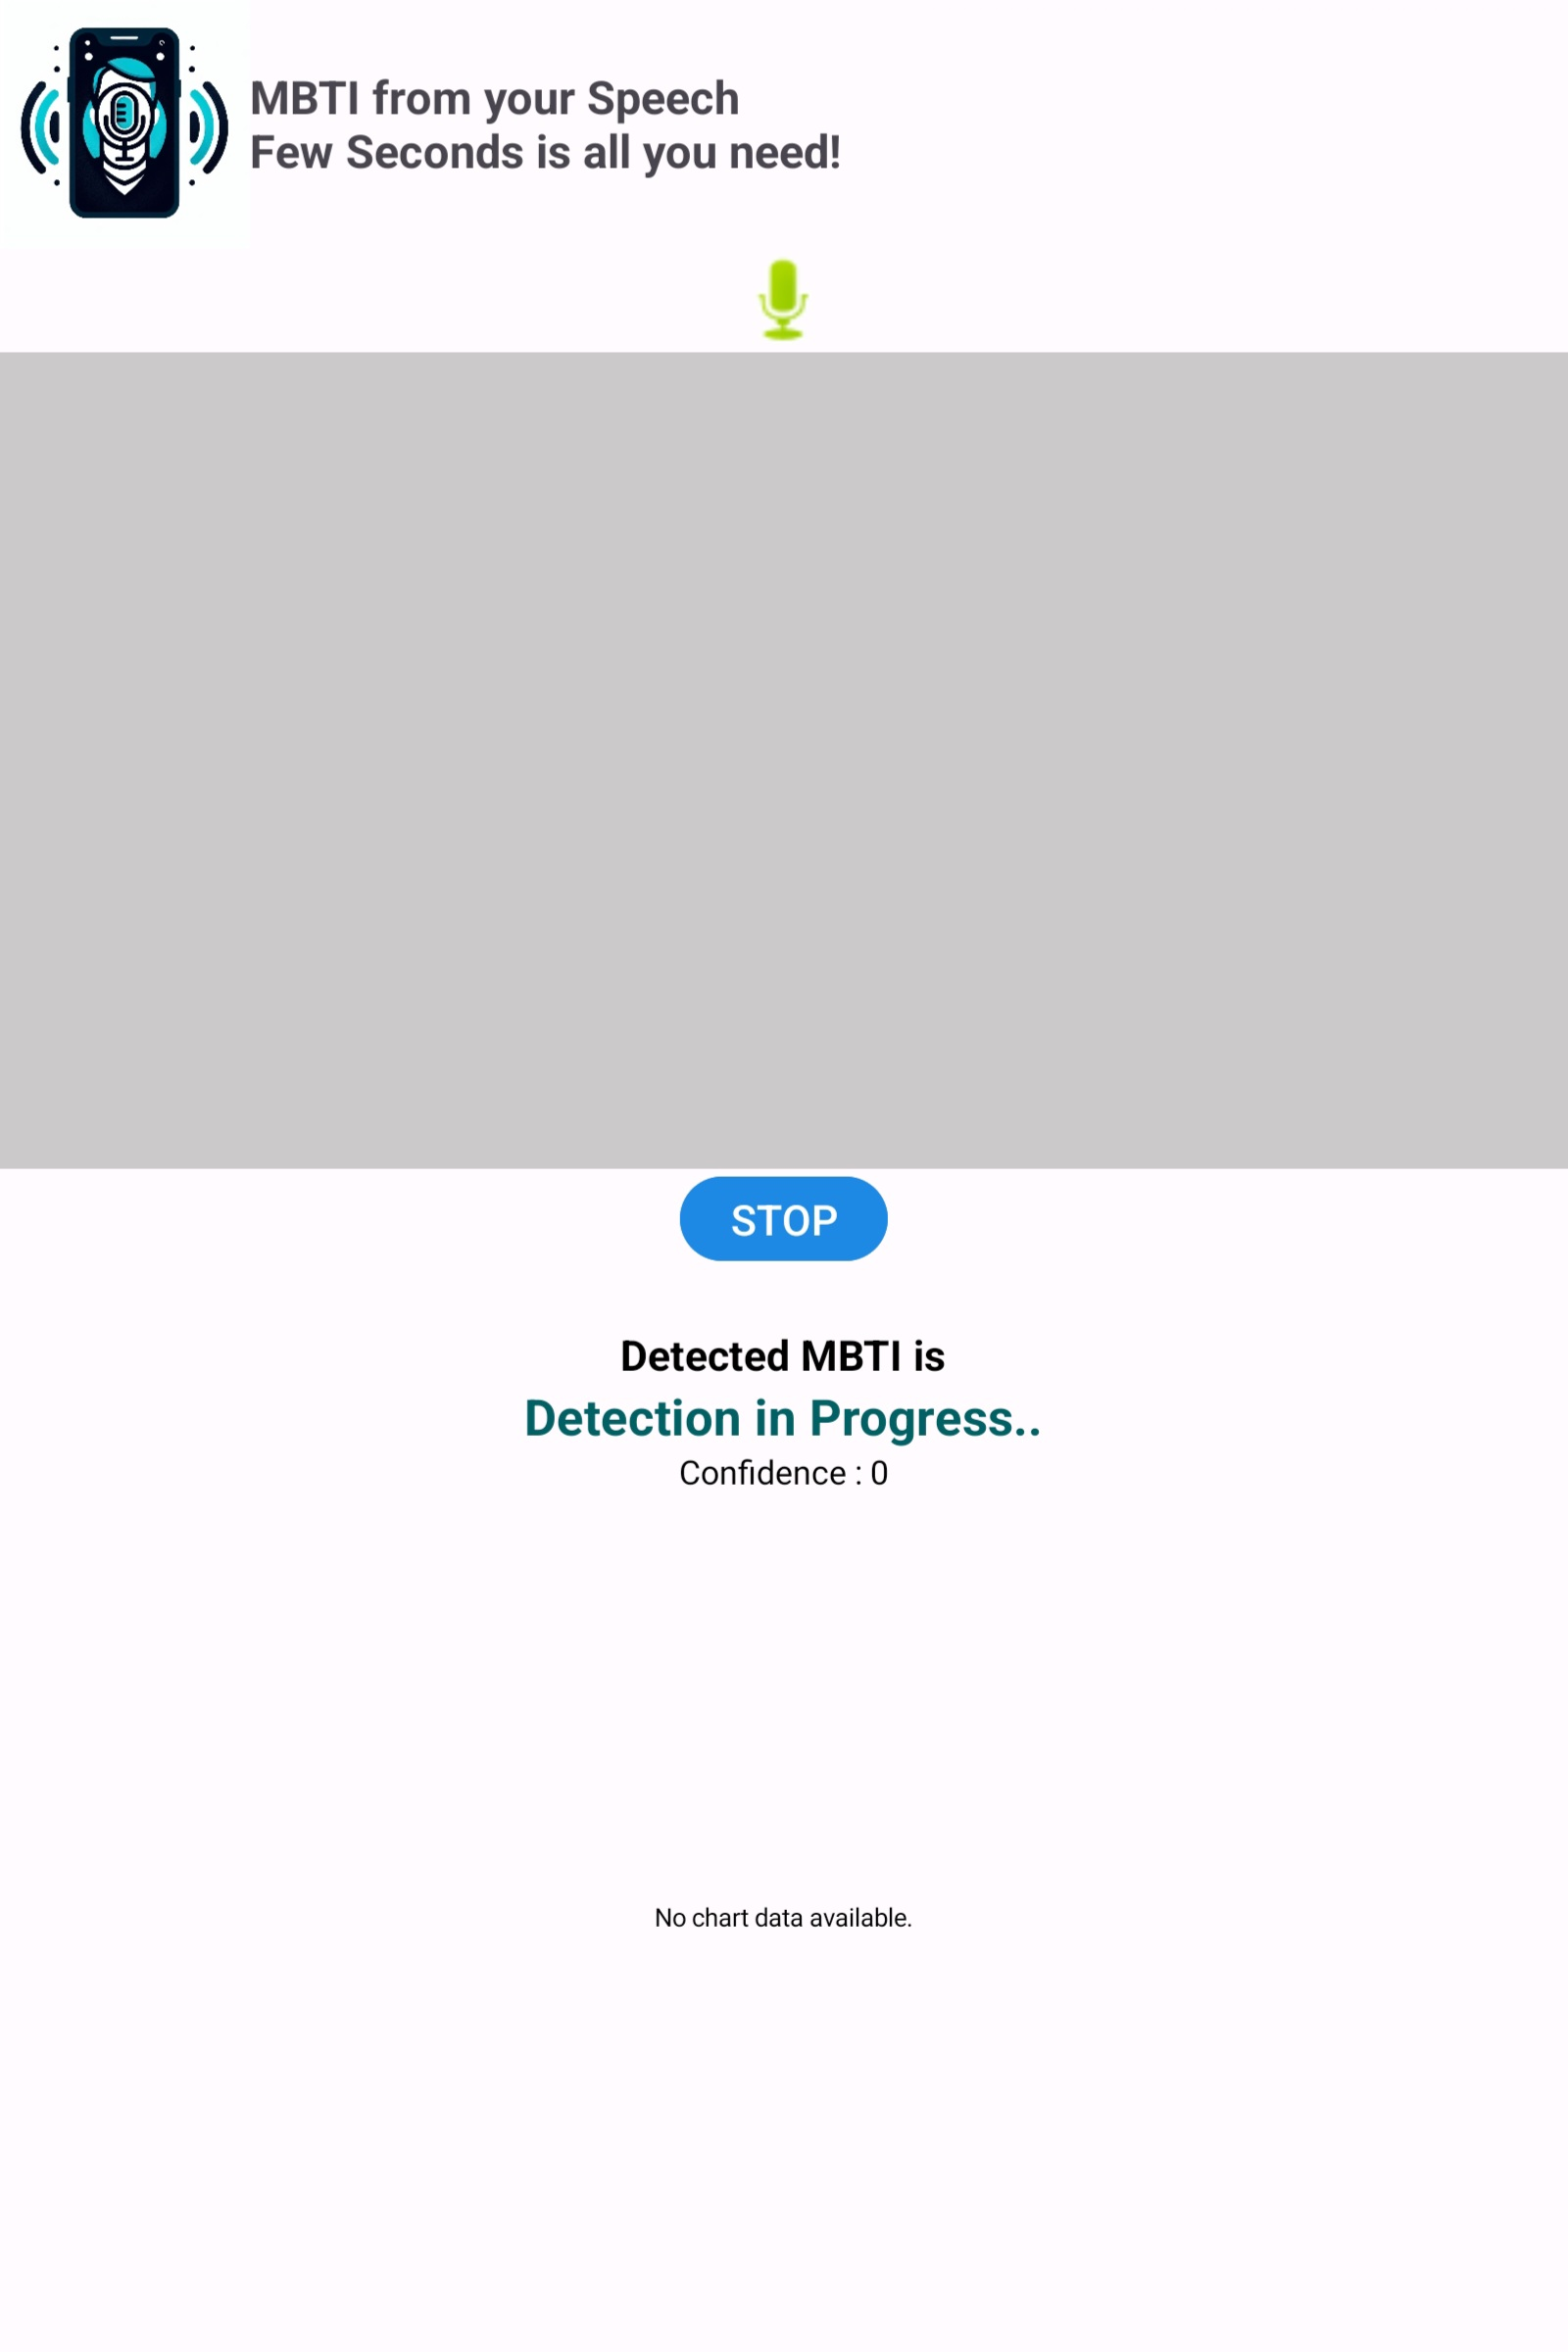 MBTI from your Speech
Few Seconds is all you need!
STOP
Detected MBTI is
Detection in Progress..
Confidence : 0
No chart data available.